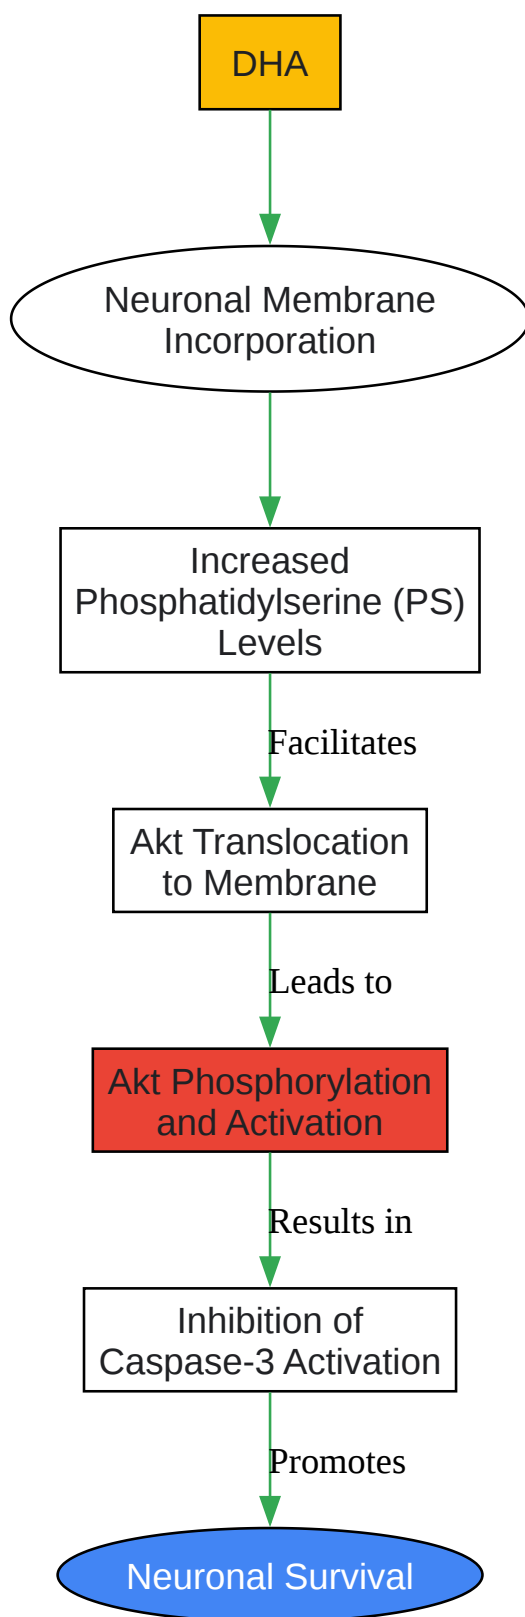 DHA
Neuronal Membrane
Incorporation
Increased
Phosphatidylserine (PS)
Levels
Facilitates
Akt Translocation
to Membrane
Leads to
Akt Phosphorylation
and Activation
Results in
Inhibition of
Caspase-3 Activation
Promotes
Neuronal Survival